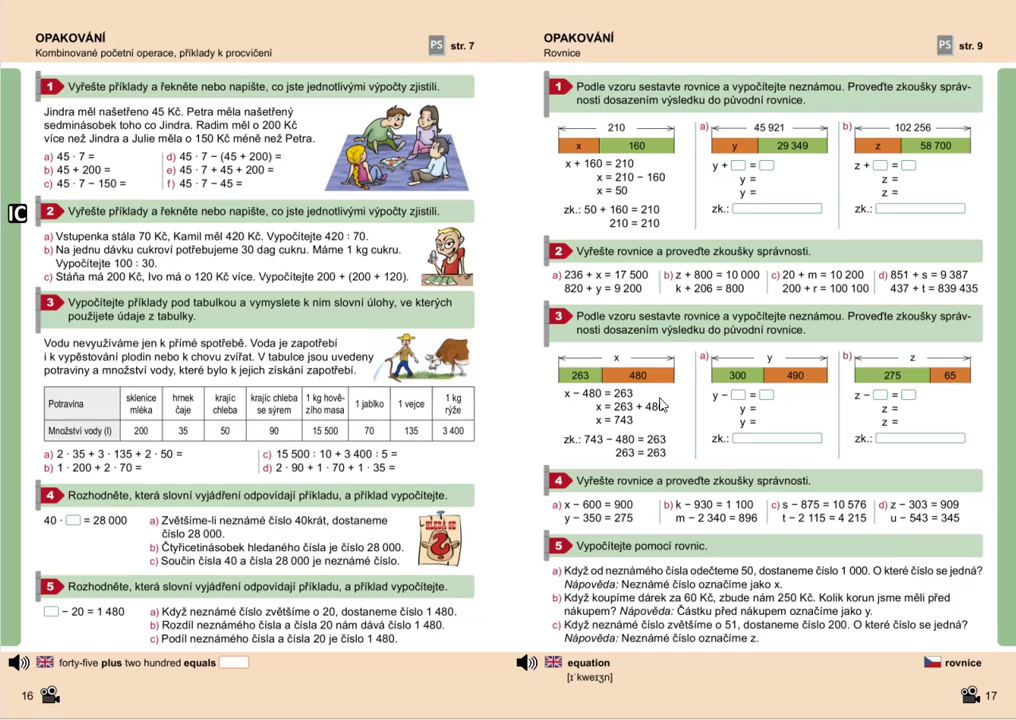 OPAKOVÁNÍ
Kombinované početní operace, příklady k procvičení
PS str. 7
1 Vyřešte příklady a řekněte nebo napište, co jste jednotlivými výpočty zjistili.
Jindra měl našetřeno 45 Kč. Petra měla našetřený
sedminásobek toho co Jindra. Radim měl o 200 Kč
více než Jindra a Julie měla o 150 Kč méně než Petra.
a) 45 · 7 = d) 45 · 7 − (45 + 200) =
b) 45 + 200 = e) 45 · 7 + 45 + 200 =
c) 45 · 7 − 150 = f) 45 · 7 − 45 =
IC
2 Vyřešte příklady a řekněte nebo napište, co jste jednotlivými výpočty zjistili.
a) Vstupenka stála 70 Kč, Kamil měl 420 Kč. Vypočítejte 420 : 70.
b) Na jednu dávku cukroví potřebujeme 30 dag cukru. Máme 1 kg cukru.
Vypočítejte 100 : 30.
c) Stáňa má 200 Kč, Ivo má o 120 Kč více. Vypočítejte 200 + (200 + 120).
3 Vypočítejte příklady pod tabulkou a vymyslete k nim slovní úlohy, ve kterých
použijete údaje z tabulky.
Vodu nevyužíváme jen k přímé spotřebě. Voda je zapotřebí
i k vypěstování plodin nebo k chovu zvířat. V tabulce jsou uvedeny
potraviny a množství vody, které bylo k jejich získání zapotřebí.
Potravina sklenice mléka hrnek čaje krajíc chleba krajíc chleba se sýrem 1 kg hovězího masa 1 jablko 1 vejce 1 kg rýže
Množství vody (l) 200 35 50 90 15 500 70 135 3 400
a) 2 · 35 + 3 · 135 + 2 · 50 = c) 15 500 : 10 + 3 400 : 5 =
b) 1 · 200 + 2 · 70 = d) 2 · 90 + 1 · 70 + 1 · 35 =
4 Rozhodněte, která slovní vyjádření odpovídají příkladu, a příklad vypočítejte.
40 · □ = 28 000 a) Zvětšíme-li neznámé číslo 40krát, dostaneme
číslo 28 000.
b) Čtyřicetinásobek hledaného čísla je číslo 28 000.
c) Součin čísla 40 a čísla 28 000 je neznámé číslo.
HLEDÁ SE
?
5 Rozhodněte, která slovní vyjádření odpovídají příkladu, a příklad vypočítejte.
□ − 20 = 1 480 a) Když neznámé číslo zvětšíme o 20, dostaneme číslo 1 480.
b) Rozdíl neznámého čísla a čísla 20 nám dává číslo 1 480.
c) Podíl neznámého čísla a čísla 20 je číslo 1 480.
forty-five plus two hundred equals
16
OPAKOVÁNÍ
Rovnice
PS str. 9
1 Podle vzoru sestavte rovnice a vypočítejte neznámou. Proveďte zkoušky správ-
nosti dosazením výsledku do původní rovnice.
210 a) 45 921 b) 102 256
x 160 y 29 349 z 58 700
x + 160 = 210 y + □ = □ z + □ = □
x = 210 − 160 y = z =
x = 50 y = z =
zk.: 50 + 160 = 210 zk.: zk.:
210 = 210
2 Vyřešte rovnice a proveďte zkoušky správnosti.
a) 236 + x = 17 500 b) z + 800 = 10 000 c) 20 + m = 10 200 d) 851 + s = 9 387
820 + y = 9 200 k + 206 = 800 200 + r = 100 100 437 + t = 839 435
3 Podle vzoru sestavte rovnice a vypočítejte neznámou. Proveďte zkoušky správ-
nosti dosazením výsledku do původní rovnice.
x a) y b) z
263 480 300 490 275 65
x − 480 = 263 y − □ = □ z − □ = □
x = 263 + 480 y = z =
x = 743 y = z =
zk.: 743 − 480 = 263 zk.: zk.:
263 = 263
4 Vyřešte rovnice a proveďte zkoušky správnosti.
a) x − 600 = 900 b) k − 930 = 1 100 c) s − 875 = 10 576 d) z − 303 = 909
y − 350 = 275 m − 2 340 = 896 t − 2 115 = 4 215 u − 543 = 345
5 Vypočítejte pomocí rovnic.
a) Když od neznámého čísla odečteme 50, dostaneme číslo 1 000. O které číslo se jedná?
Nápověda: Neznámé číslo označíme jako x.
b) Když koupíme dárek za 60 Kč, zbude nám 250 Kč. Kolik korun jsme měli před
nákupem? Nápověda: Částku před nákupem označíme jako y.
c) Když neznámé číslo zvětšíme o 51, dostaneme číslo 200. O které číslo se jedná?
Nápověda: Neznámé číslo označíme z.
equation rovnice
[ɪˈkweɪʒn]
17